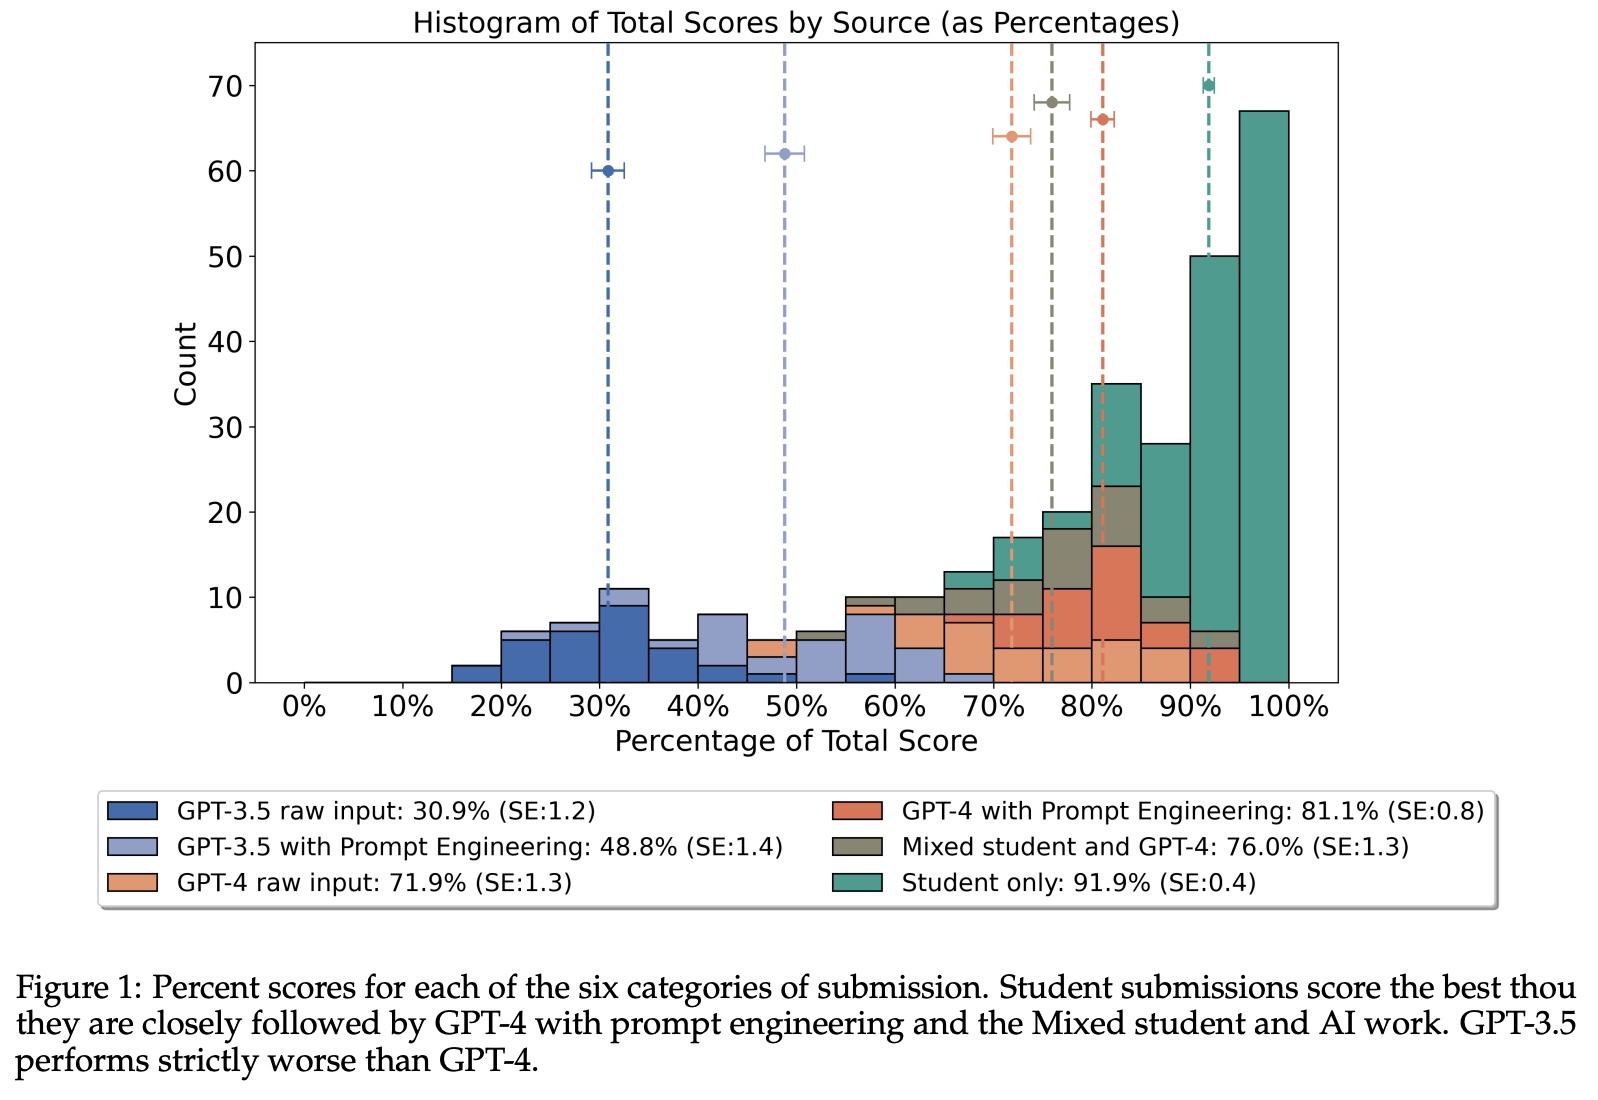 Histogram of Total Scores by Source (as Percentages)
70
60
50
40
30
20
10
0
Count
0% 10% 20% 30% 40% 50% 60% 70% 80% 90% 100%
Percentage of Total Score
GPT-3.5 raw input: 30.9% (SE:1.2)
GPT-3.5 with Prompt Engineering: 48.8% (SE:1.4)
GPT-4 raw input: 71.9% (SE:1.3)
GPT-4 with Prompt Engineering: 81.1% (SE:0.8)
Mixed student and GPT-4: 76.0% (SE:1.3)
Student only: 91.9% (SE:0.4)
Figure 1: Percent scores for each of the six categories of submission. Student submissions score the best thou
they are closely followed by GPT-4 with prompt engineering and the Mixed student and AI work. GPT-3.5
performs strictly worse than GPT-4.